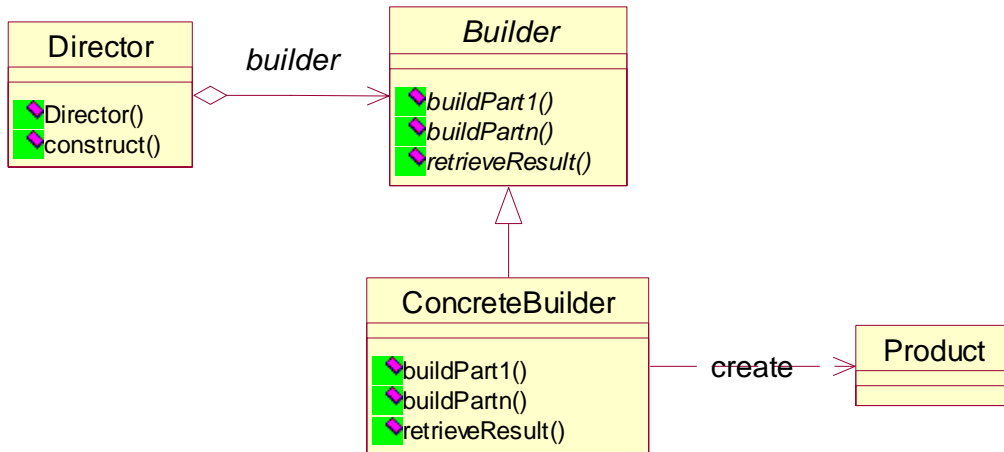 Director
Director()
construct()
builder
Builder
buildPart1()
buildPartn()
retrieveResult()
ConcreteBuilder
buildPart1()
buildPartn()
retrieveResult()
create
Product